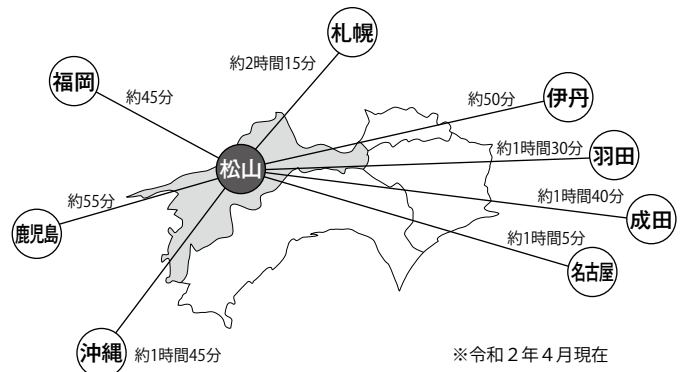 札幌
約2時間15分
福岡
約45分
伊丹
約50分
羽田
約1時間30分
松山
成田
約1時間40分
鹿児島
約55分
名古屋
約1時間5分
沖縄
約1時間45分
※令和2年4月現在